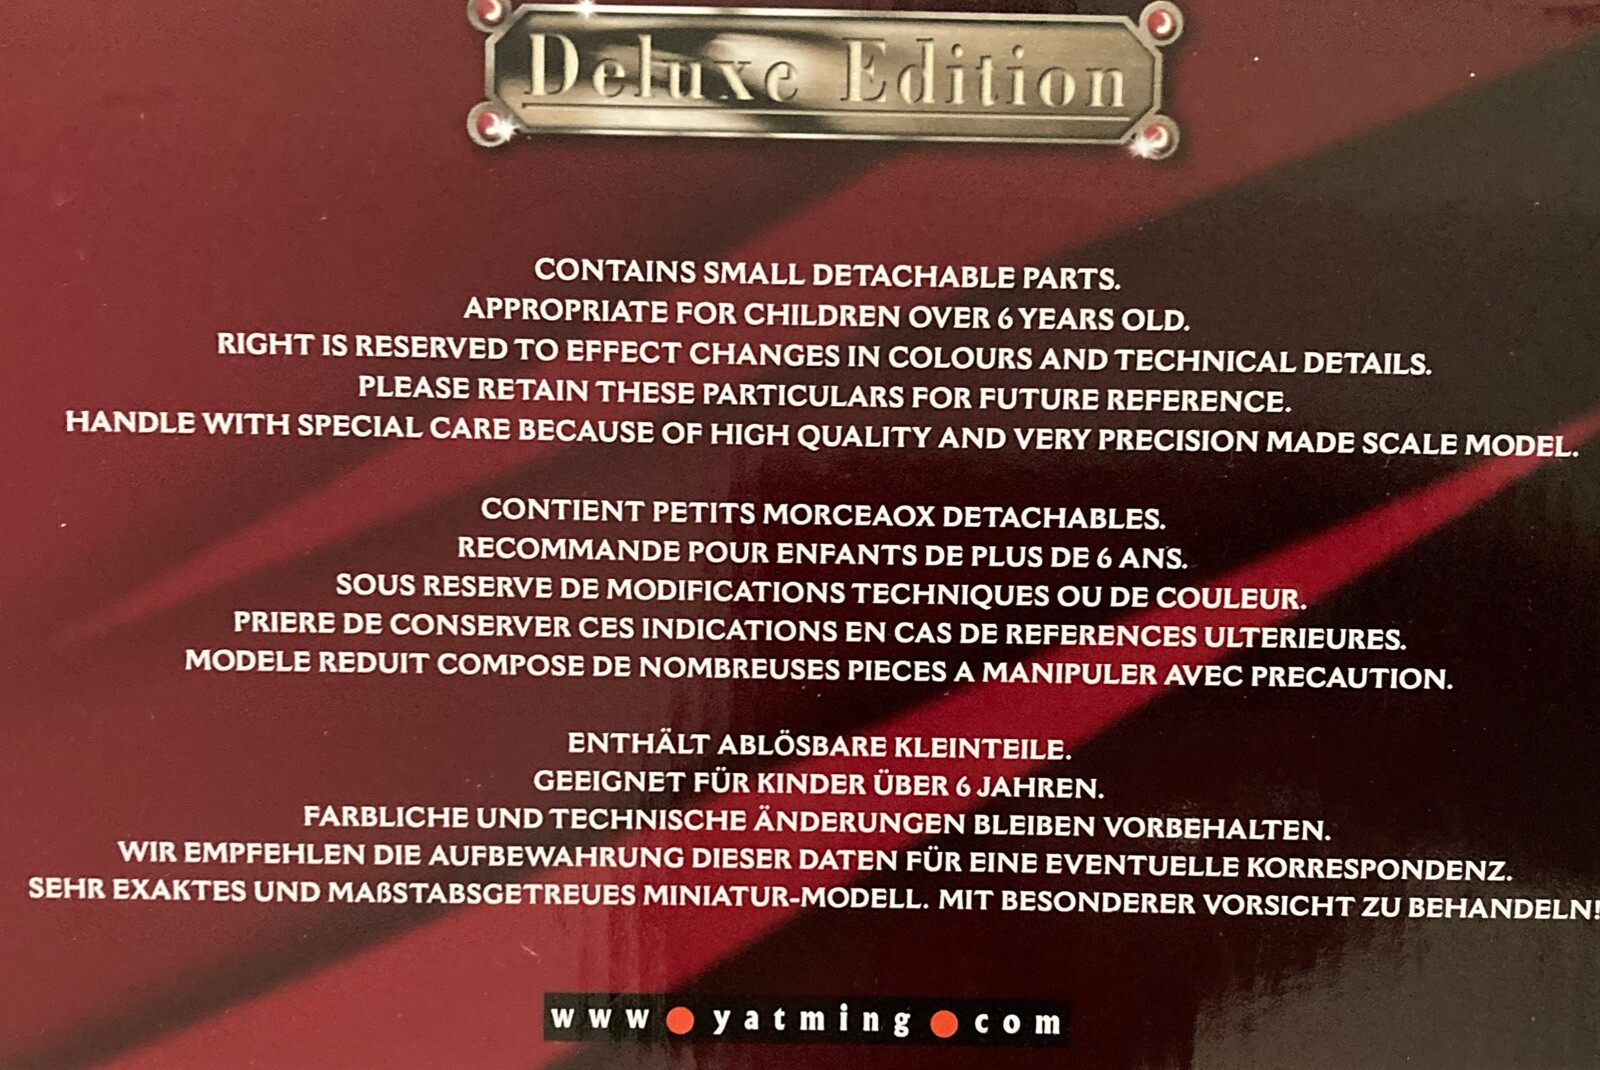 Deluxe Edition
CONTAINS SMALL DETACHABLE PARTS.
APPROPRIATE FOR CHILDREN OVER 6 YEARS OLD.
RIGHT IS RESERVED TO EFFECT CHANGES IN COLOURS AND TECHNICAL DETAILS.
PLEASE RETAIN THESE PARTICULARS FOR FUTURE REFERENCE.
HANDLE WITH SPECIAL CARE BECAUSE OF HIGH QUALITY AND VERY PRECISION MADE SCALE MODEL.
CONTIENT PETITS MORCEAOX DETACHABLES.
RECOMMANDE POUR ENFANTS DE PLUS DE 6 ANS.
SOUS RESERVE DE MODIFICATIONS TECHNIQUES OU DE COULEUR.
PRIERE DE CONSERVER CES INDICATIONS EN CAS DE REFERENCES ULTERIEURES.
MODELE REDUIT COMPOSE DE NOMBREUSES PIECES A MANIPULER AVEC PRECAUTION.
ENTHÄLT ABLÖSBARE KLEINTEILE.
GEEIGNET FÜR KINDER ÜBER 6 JAHREN.
FARBLICHE UND TECHNISCHE ÄNDERUNGEN BLEIBEN VORBEHALTEN.
WIR EMPFEHLEN DIE AUFBEWAHRUNG DIESER DATEN FÜR EINE EVENTUELLE KORRESPONDENZ.
SEHR EXAKTES UND MAßSTABSGETREUES MINIATUR-MODELL. MIT BESONDERER VORSICHT ZU BEHANDELN!
www●yatming●com